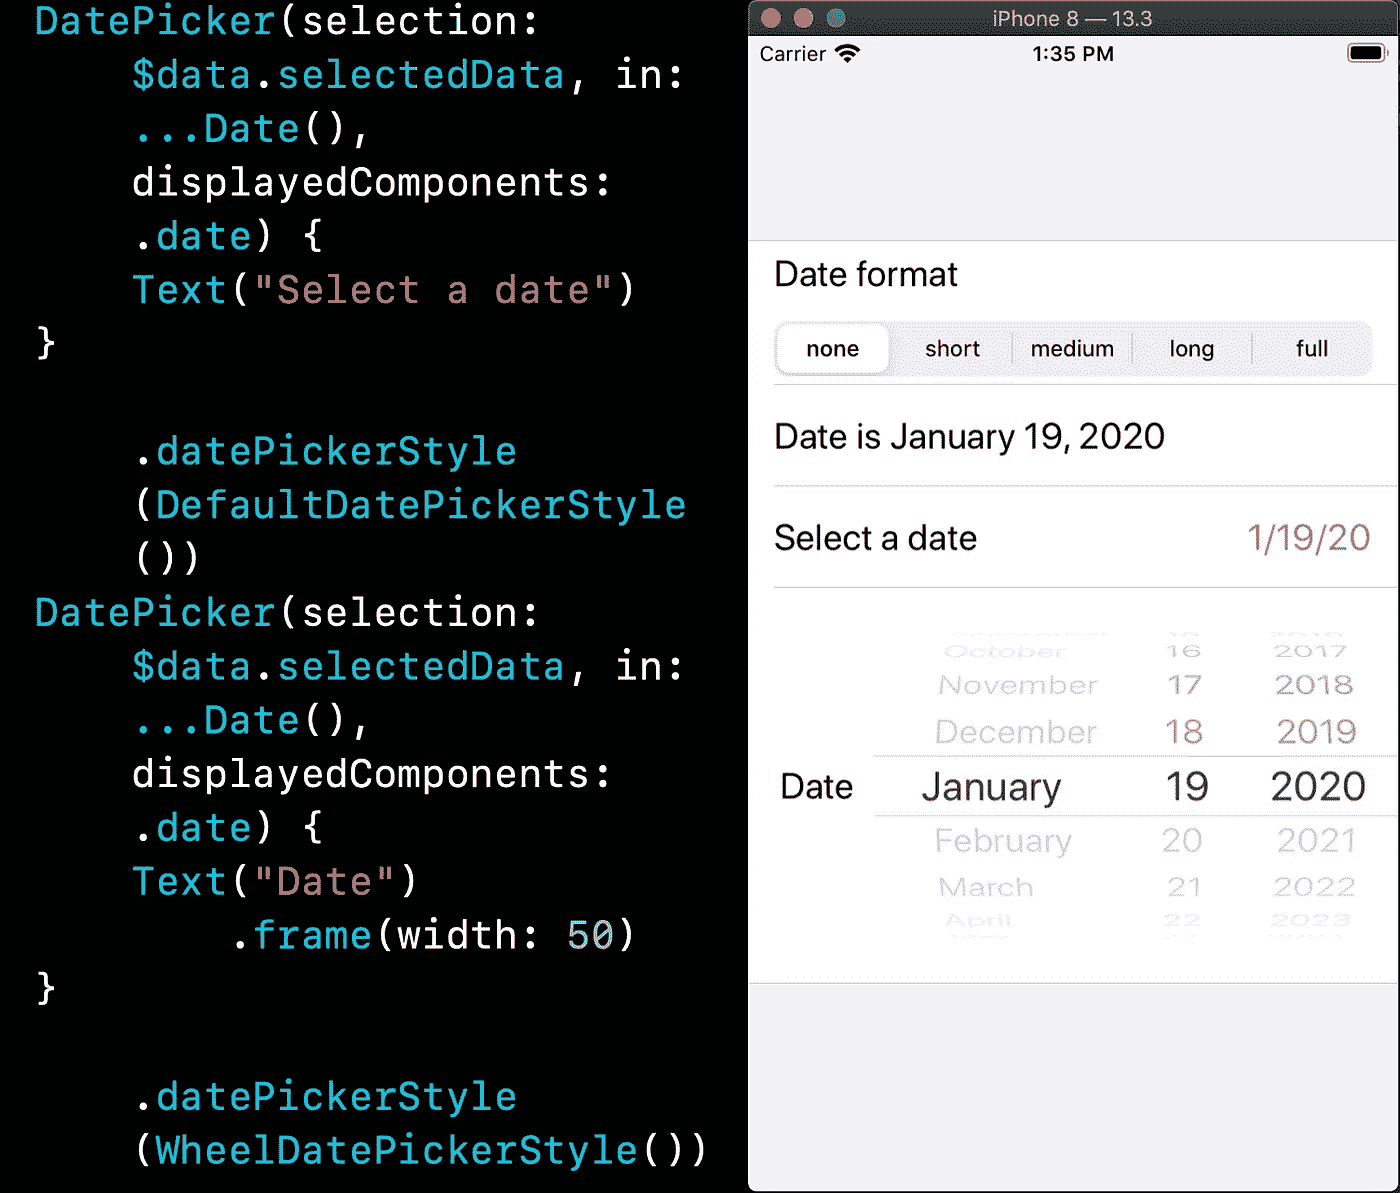 DatePicker(selection:
$data.selectedData, in:
...Date(),
displayedComponents:
.date) {
Text("Select a date")
}
.datePickerStyle
(DefaultDatePickerStyle
())
DatePicker(selection:
$data.selectedData, in:
...Date(),
displayedComponents:
.date) {
Text("Date")
.frame(width: 50)
}
.datePickerStyle
(WheelDatePickerStyle())
iPhone 8 — 13.3
Carrier 1:35 PM
Date format
none short medium long full
Date is January 19, 2020
Select a date 1/19/20
October 16 2017
November 17 2018
December 18 2019
Date January 19 2020
February 20 2021
March 21 2022
April 22 2023